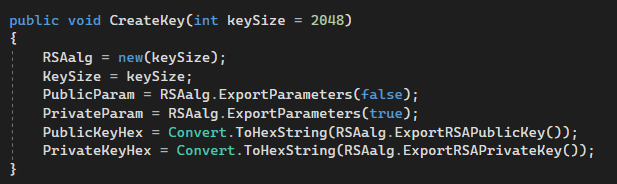 public void CreateKey(int keySize = 2048)
{
    RSAalg = new(keySize);
    KeySize = keySize;
    PublicParam = RSAalg.ExportParameters(false);
    PrivateParam = RSAalg.ExportParameters(true);
    PublicKeyHex = Convert.ToHexString(RSAalg.ExportRSAPublicKey());
    PrivateKeyHex = Convert.ToHexString(RSAalg.ExportRSAPrivateKey());
}